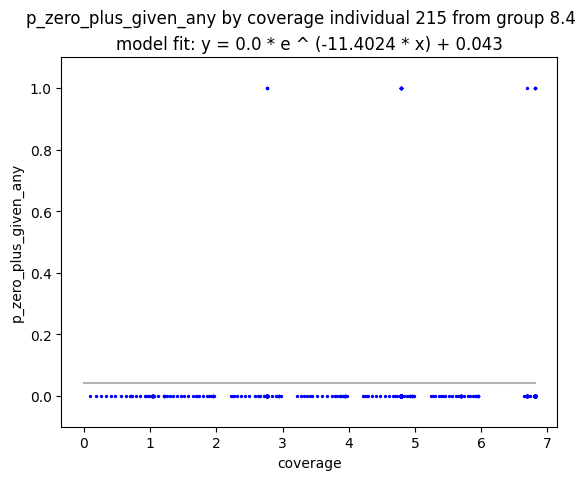 p_zero_plus_given_any by coverage individual 215 from group 8.4
model fit: y = 0.0 * e ^ (-11.4024 * x) + 0.043
1.0
0.8
0.6
0.4
0.2
0.0
p_zero_plus_given_any
0 1 2 3 4 5 6 7
coverage